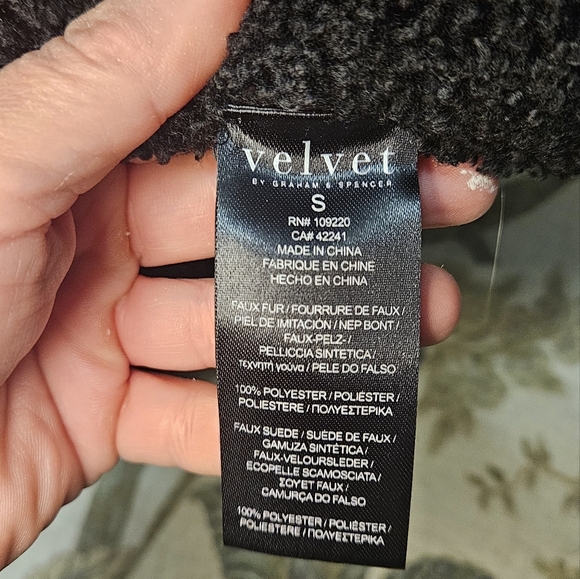 velvet
BY GRAHAM & SPENCER
S
RN# 109220
CA# 42241
MADE IN CHINA
FABRIQUE EN CHINE
HECHO EN CHINA
FAUX FUR / FOURRURE DE FAUX /
PIEL DE IMITACIÓN / NEP BONT /
FAUX-PELZ- /
PELLICCIA SINTETICA /
τεχνητή γούνα / PELE DO FALSO
100% POLYESTER / POLIÉSTER /
POLIESTERE / ΠΟΛΥΕΣΤΕΡΙΚΑ
FAUX SUEDE / SUÈDE DE FAUX /
GAMUZA SINTÉTICA /
FAUX-VELOURSLEDER /
ECOPELLE SCAMOSCIATA /
ΣΟΥΕΤ FAUX /
CAMURÇA DO FALSO
100% POLYESTER / POLIÉSTER /
POLIESTERE / ΠΟΛΥΕΣΤΕΡΙΚΑ